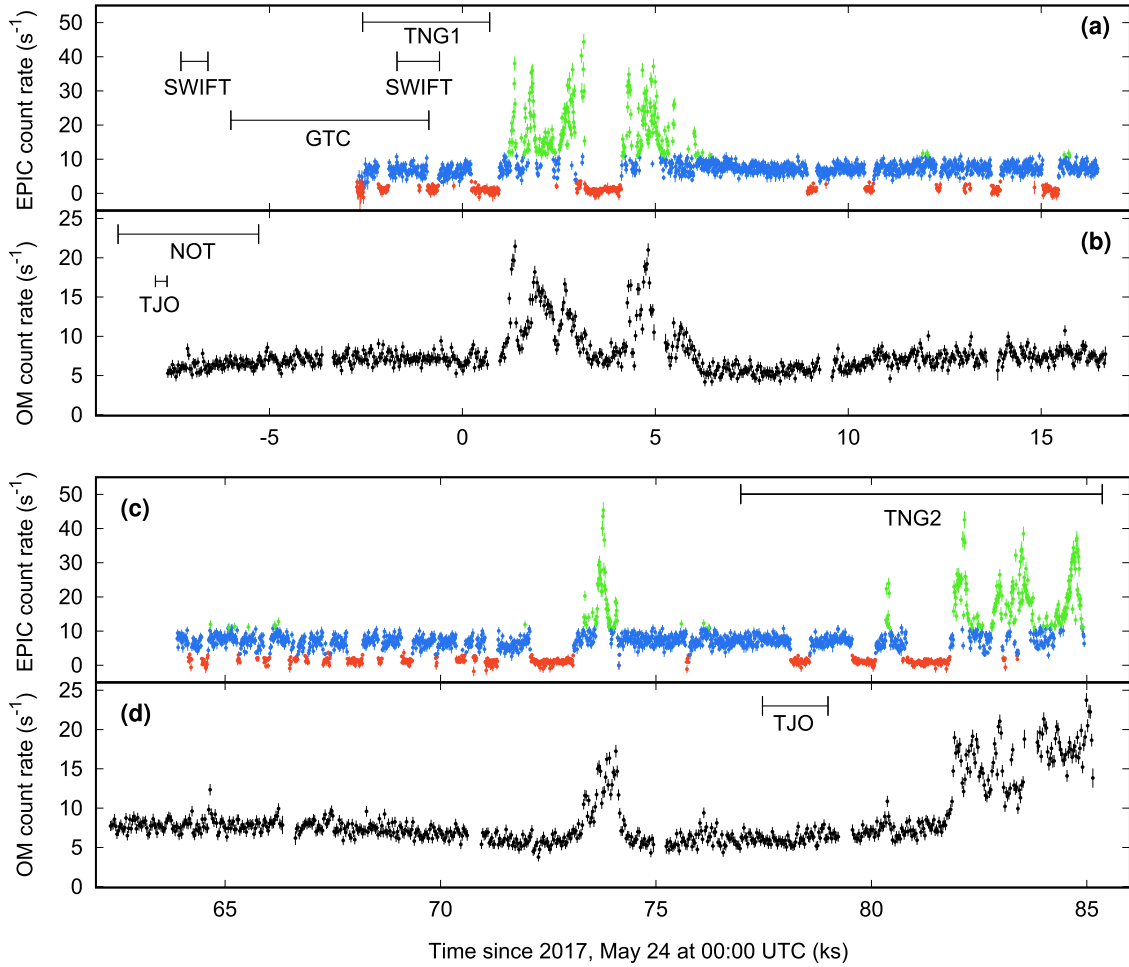 EPIC count rate (s⁻¹)
50
40
30
20
10
0
TNG1
(a)
SWIFT
SWIFT
GTC
OM count rate (s⁻¹)
25
20
15
10
5
0
NOT
(b)
TJO
-5 0 5 10 15
EPIC count rate (s⁻¹)
50
40
30
20
10
0
(c)
TNG2
OM count rate (s⁻¹)
25
20
15
10
5
0
(d)
TJO
65 70 75 80 85
Time since 2017, May 24 at 00:00 UTC (ks)